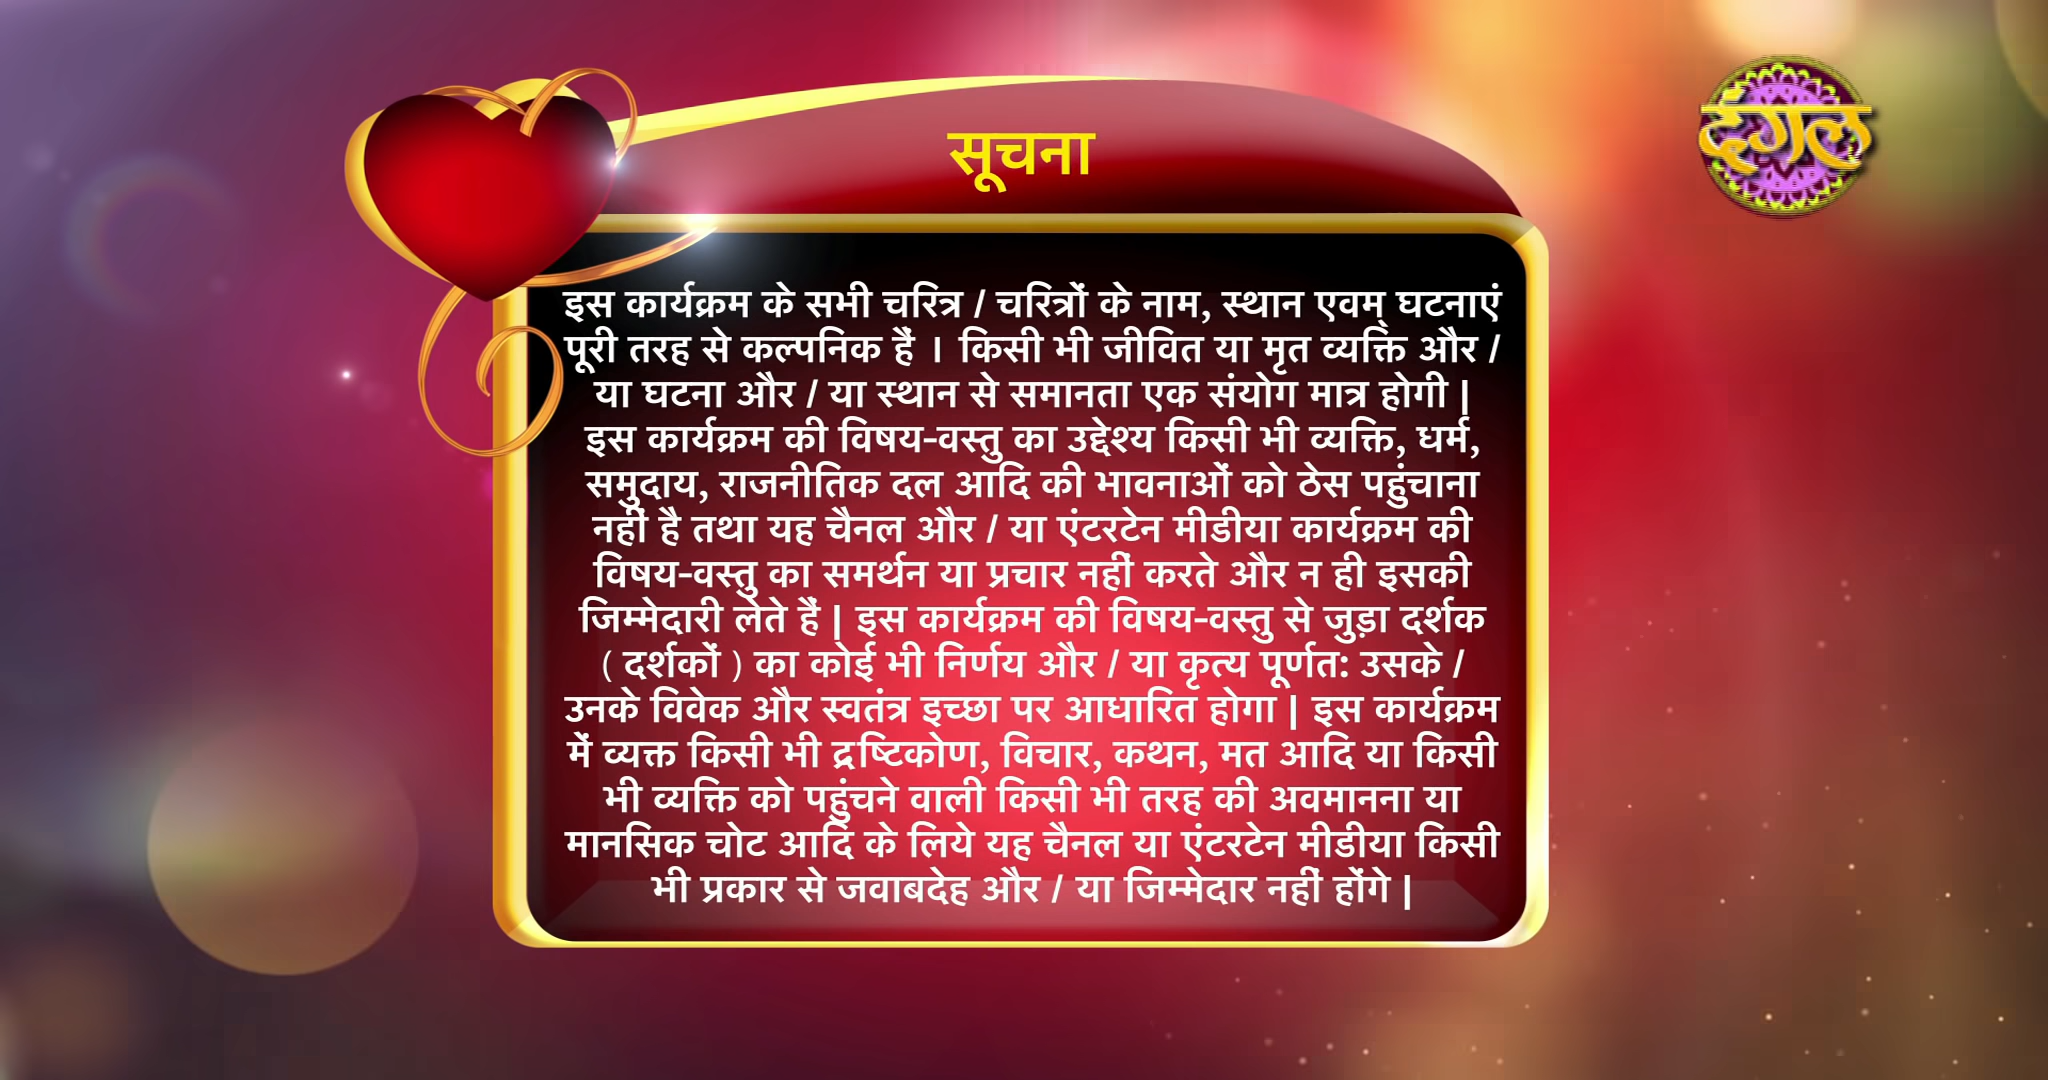 सूचना
दंगल
इस कार्यक्रम के सभी चरित्र / चरित्रों के नाम, स्थान एवम् घटनाएं
पूरी तरह से कल्पनिक हैं । किसी भी जीवित या मृत व्यक्ति और /
या घटना और / या स्थान से समानता एक संयोग मात्र होगी |
इस कार्यक्रम की विषय-वस्तु का उद्देश्य किसी भी व्यक्ति, धर्म,
समुदाय, राजनीतिक दल आदि की भावनाओं को ठेस पहुंचाना
नहीं है तथा यह चैनल और / या एंटरटेन मीडीया कार्यक्रम की
विषय-वस्तु का समर्थन या प्रचार नहीं करते और न ही इसकी
जिम्मेदारी लेते हैं | इस कार्यक्रम की विषय-वस्तु से जुड़ा दर्शक
( दर्शकों ) का कोई भी निर्णय और / या कृत्य पूर्णत: उसके /
उनके विवेक और स्वतंत्र इच्छा पर आधारित होगा | इस कार्यक्रम
में व्यक्त किसी भी द्रष्टिकोण, विचार, कथन, मत आदि या किसी
भी व्यक्ति को पहुंचने वाली किसी भी तरह की अवमानना या
मानसिक चोट आदि के लिये यह चैनल या एंटरटेन मीडीया किसी
भी प्रकार से जवाबदेह और / या जिम्मेदार नहीं होंगे |